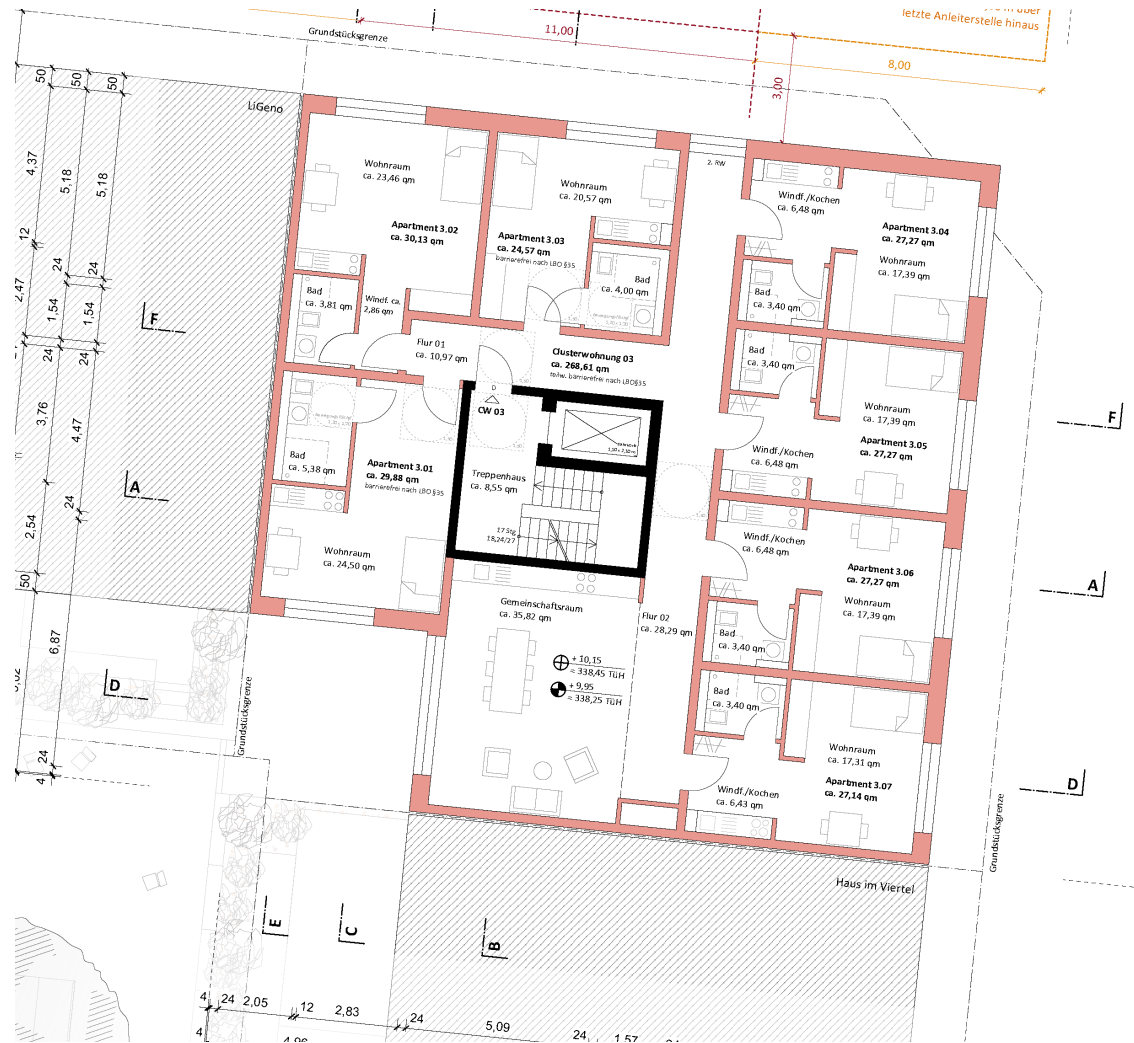 letzte Anleiterstelle hinaus
Grundstücksgrenze
11,00
8,00
3,00
50
50
50
LiGeno
4,37
5,18
5,18
12
24
24
2,47
1,54
1,54
24
24
3,76
4,47
24
2,54
50
6,87
24
4
F
A
D
Wohnraum
ca. 23,46 qm
Apartment 3.02
ca. 30,13 qm
Bad
ca. 3,81 qm
Windf. ca.
2,86 qm
Wohnraum
ca. 20,57 qm
Apartment 3.03
ca. 24,57 qm
barrierefrei nach LBO §35
Bad
ca. 4,00 qm
2. RW
Windf./Kochen
ca. 6,48 qm
Apartment 3.04
ca. 27,27 qm
Wohnraum
ca. 17,39 qm
Bad
ca. 3,40 qm
Flur 01
ca. 10,97 qm
Clusterwohnung 03
ca. 268,61 qm
teilw. barrierefrei nach LBO§35
Bad
ca. 3,40 qm
Wohnraum
ca. 17,39 qm
Apartment 3.05
ca. 27,27 qm
Windf./Kochen
ca. 6,48 qm
D
CW 03
Treppenhaus
ca. 8,55 qm
17 Stg
18,24/27
Bad
ca. 5,38 qm
Apartment 3.01
ca. 29,88 qm
barrierefrei nach LBO §35
Wohnraum
ca. 24,50 qm
Windf./Kochen
ca. 6,48 qm
Apartment 3.06
ca. 27,27 qm
Wohnraum
ca. 17,39 qm
Bad
ca. 3,40 qm
Gemeinschaftsraum
ca. 35,82 qm
Flur 02
ca. 28,29 qm
+ 10,15
= 338,45 TüH
+ 9,95
= 338,25 TüH
Bad
ca. 3,40 qm
Wohnraum
ca. 17,31 qm
Apartment 3.07
ca. 27,14 qm
Windf./Kochen
ca. 6,43 qm
F
A
D
Grundstücksgrenze
Grundstücksgrenze
Haus im Viertel
E
C
B
4
24
2,05
12
2,83
24
5,09
24
1,57
4
4,96